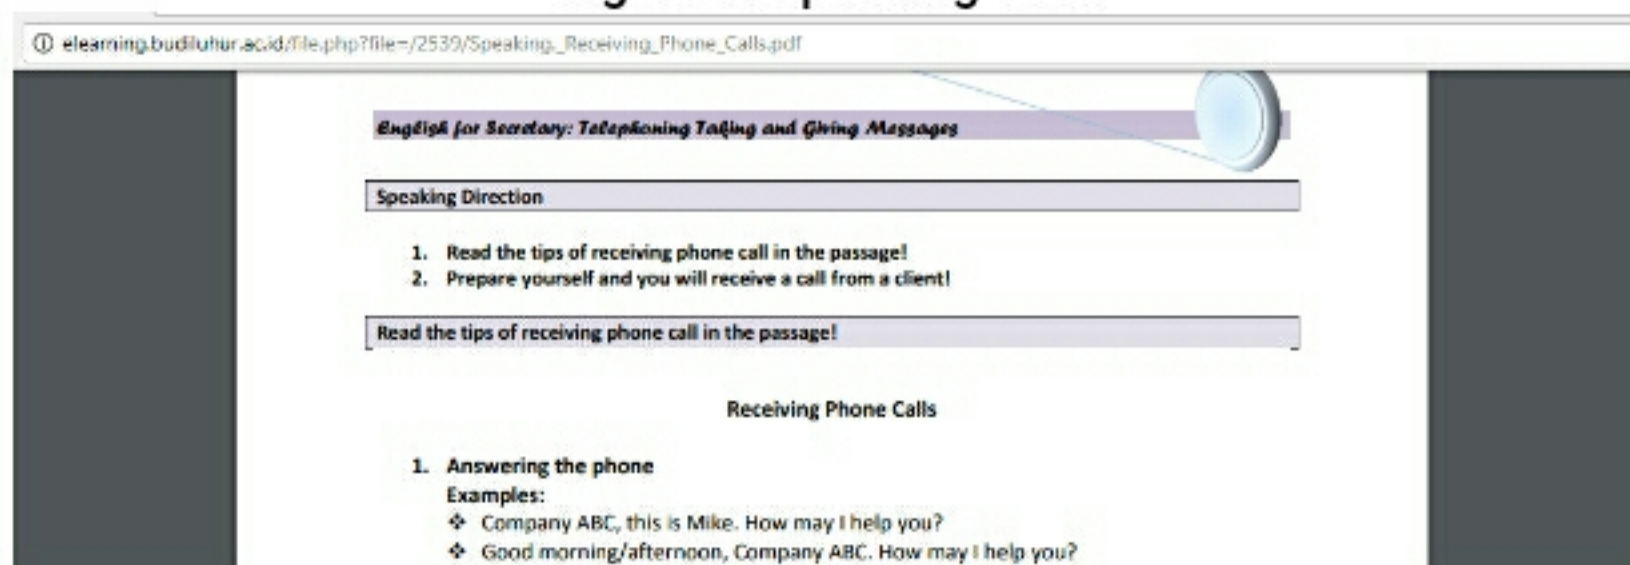 elearning.budiluhur.ac.id/file.php?file=/2539/Speaking._Receiving_Phone_Calls.pdf
English for Secretary: Telephoning Taking and Giving Messages
Speaking Direction
1. Read the tips of receiving phone call in the passage!
2. Prepare yourself and you will receive a call from a client!
Read the tips of receiving phone call in the passage!
Receiving Phone Calls
1. Answering the phone
Examples:
❖ Company ABC, this is Mike. How may I help you?
❖ Good morning/afternoon, Company ABC. How may I help you?